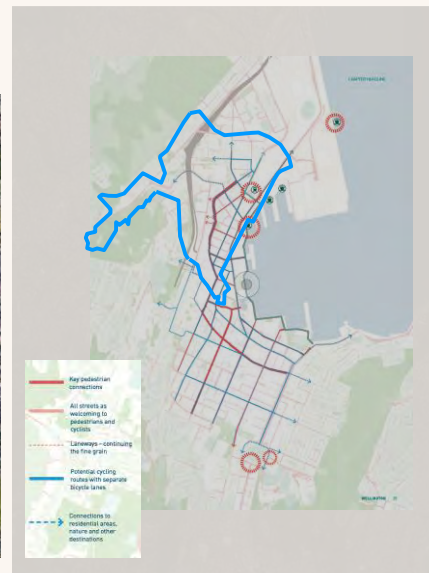 Key pedestrian
connections
All streets as
welcoming to
pedestrians and
cyclists
Laneways – continuing
the fine grain
Potential cycling
routes with separate
bicycle lanes
Connections to
residential areas,
nature and other
destinations
WELLINGTON